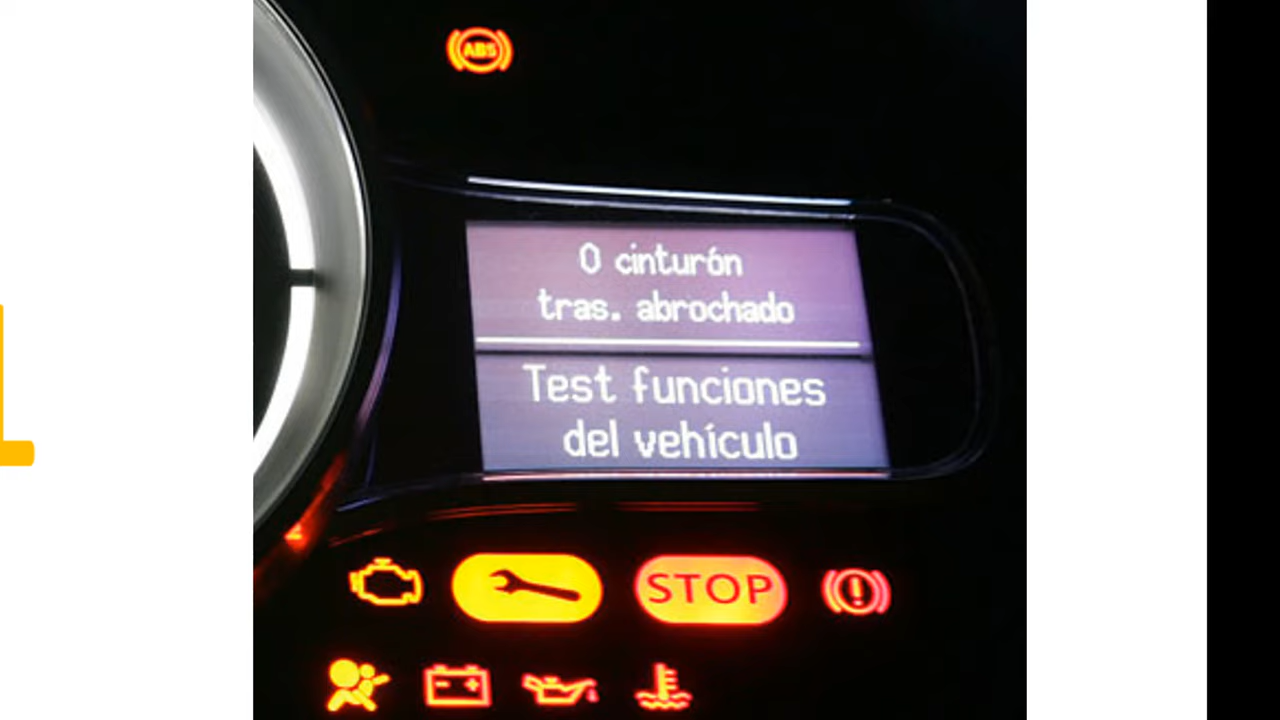 ABS
0 cinturón
tras. abrochado
Test funciones
del vehículo
STOP